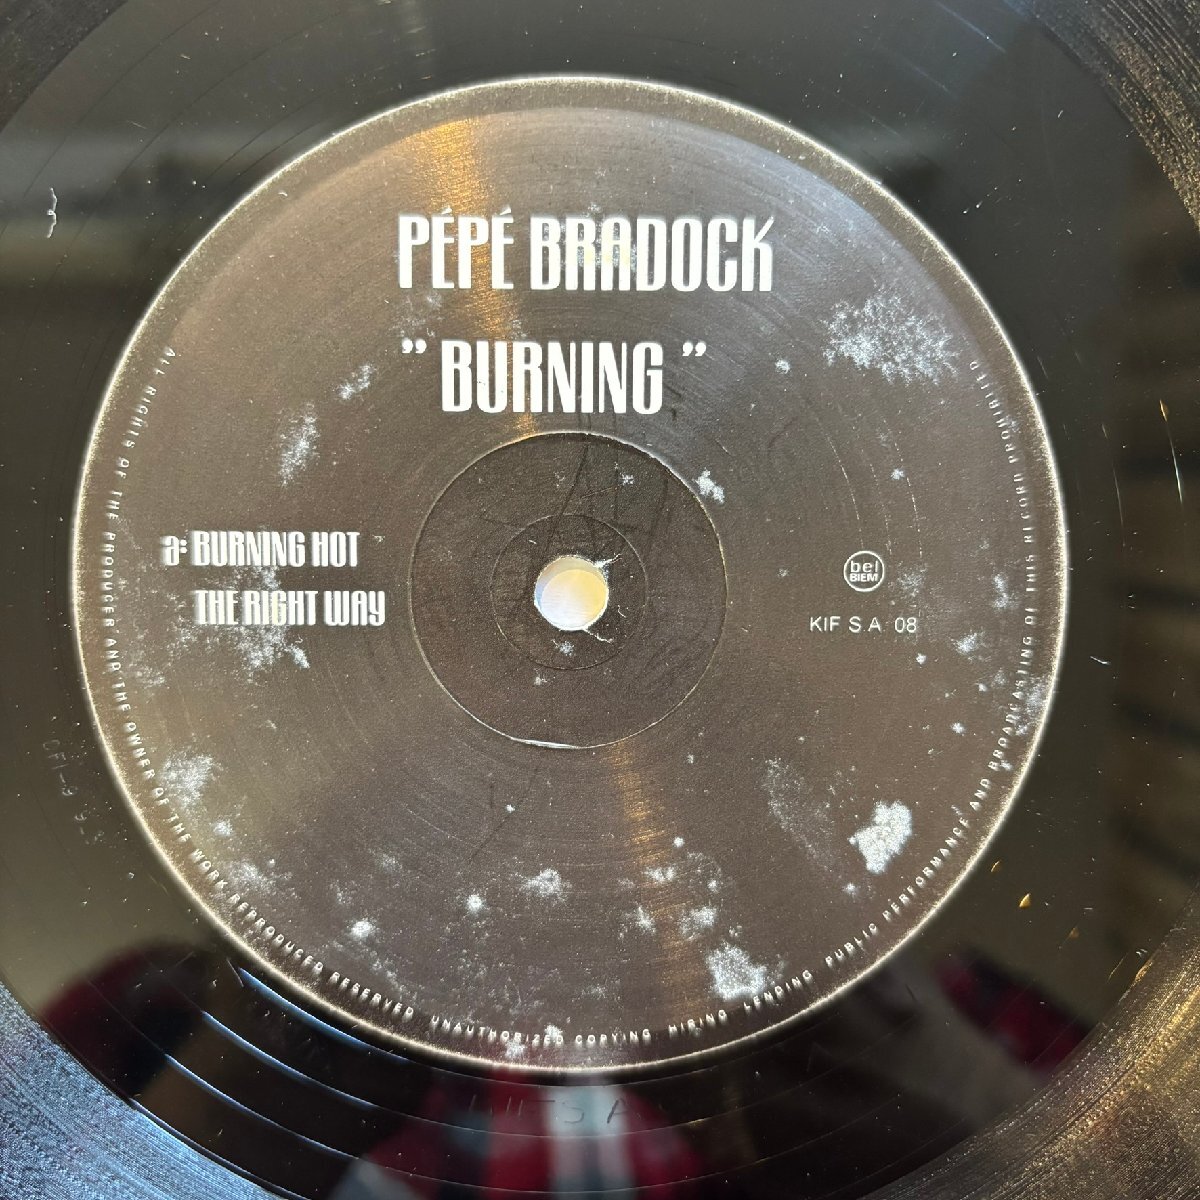 PÉPÉ BRADOCK
" BURNING "
a: BURNING HOT
THE RIGHT WAY
bel
BIEM
KIF S.A. 08
ALL RIGHTS OF THE PRODUCER AND THE OWNER OF THE WORK REPRODUCED RESERVED UNAUTHORIZED COPYING HIRING LENDING PUBLIC PERFORMANCE AND BROADCASTING OF THIS RECORD PROHIBITED